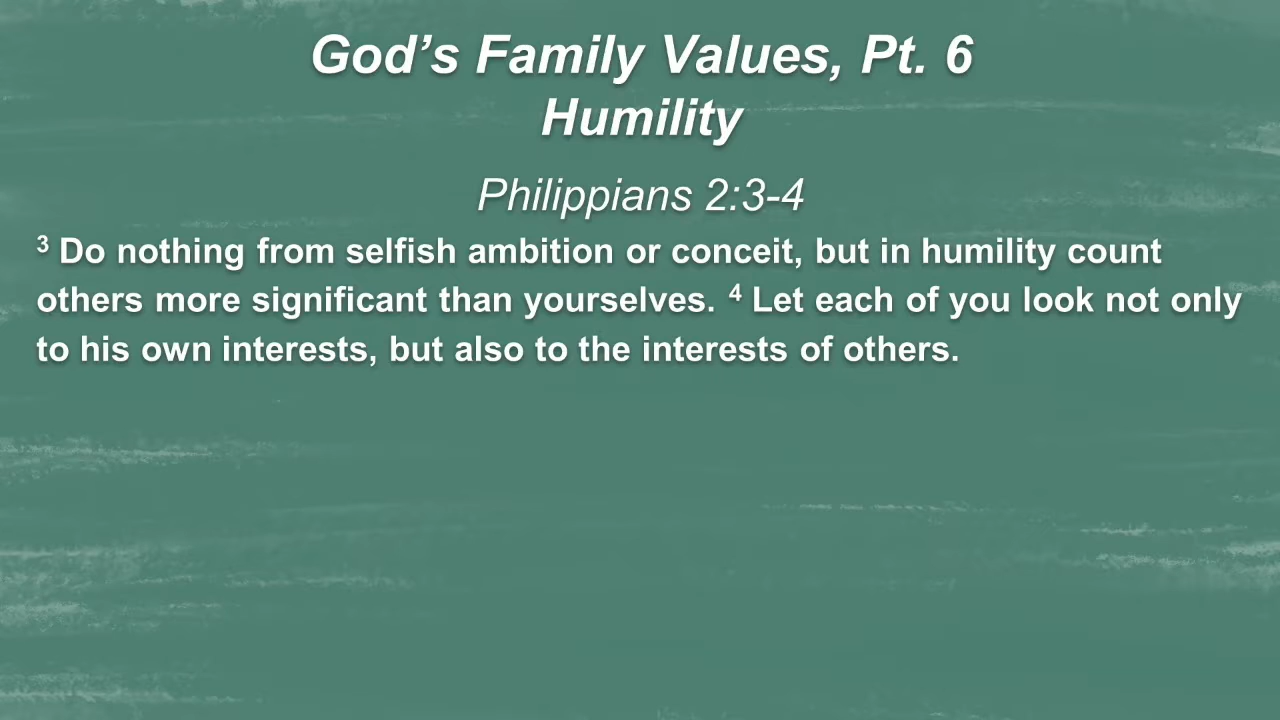 God’s Family Values, Pt. 6
Humility
Philippians 2:3-4
3 Do nothing from selfish ambition or conceit, but in humility count
others more significant than yourselves. 4 Let each of you look not only
to his own interests, but also to the interests of others.